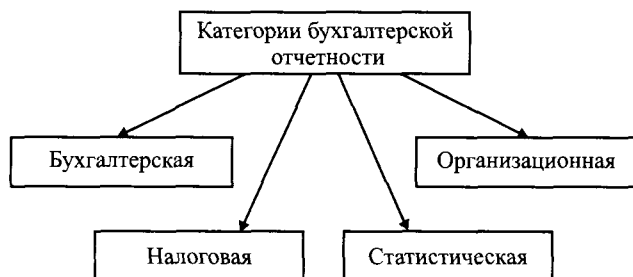 Категории бухгалтерской
отчетности
Бухгалтерская
Организационная
Налоговая
Статистическая